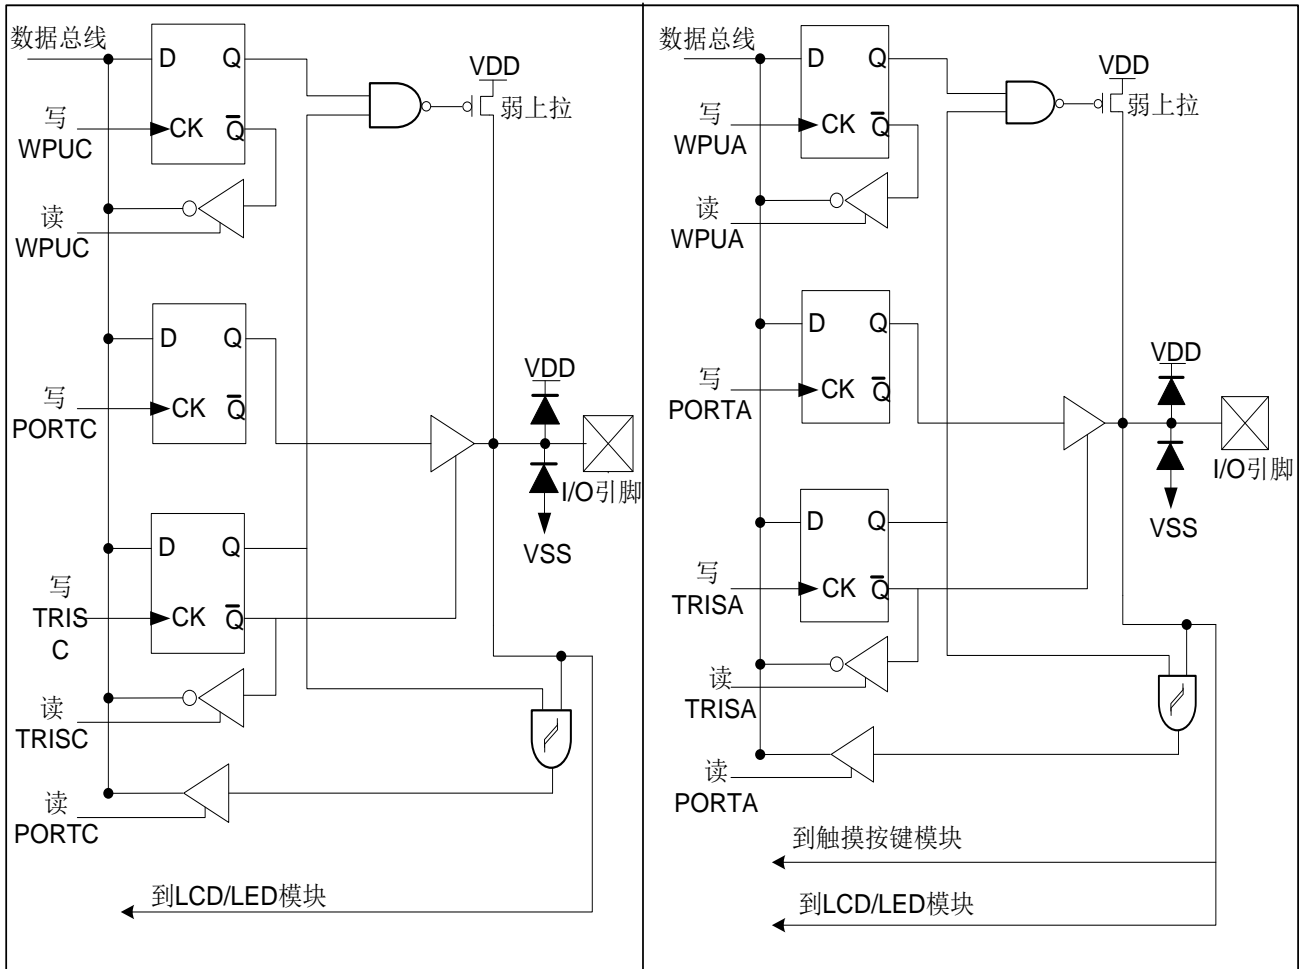 数据总线
D Q
写
WPUC
CK Q̅
VDD
弱上拉
读
WPUC
D Q
写
PORTC
CK Q̅
VDD
I/O引脚
VSS
D Q
写
TRIS
C
CK Q̅
读
TRISC
读
PORTC
到LCD/LED模块
数据总线
D Q
写
WPUA
CK Q̅
VDD
弱上拉
读
WPUA
D Q
写
PORTA
CK Q̅
VDD
I/O引脚
VSS
D Q
写
TRISA
CK Q̅
读
TRISA
读
PORTA
到触摸按键模块
到LCD/LED模块